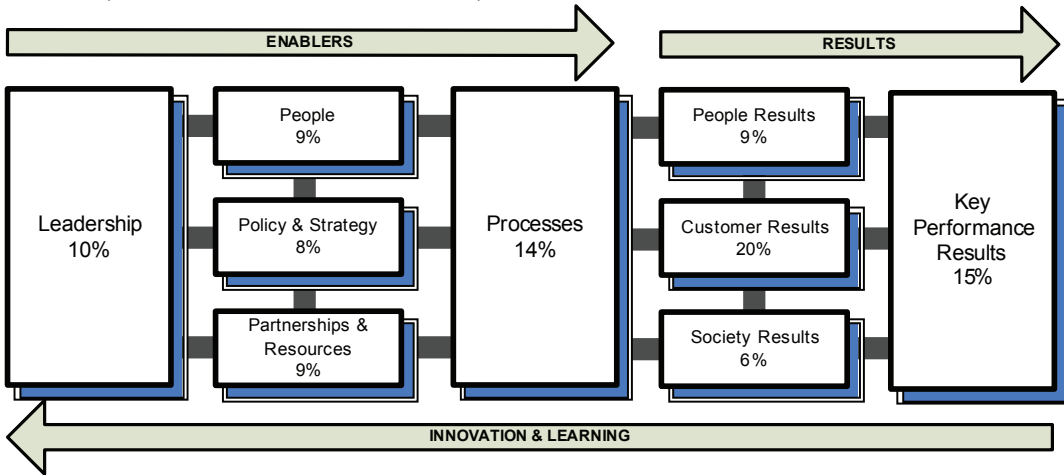 ENABLERS
RESULTS
Leadership
10%
People
9%
Policy & Strategy
8%
Partnerships &
Resources
9%
Processes
14%
People Results
9%
Customer Results
20%
Society Results
6%
Key
Performance
Results
15%
INNOVATION & LEARNING